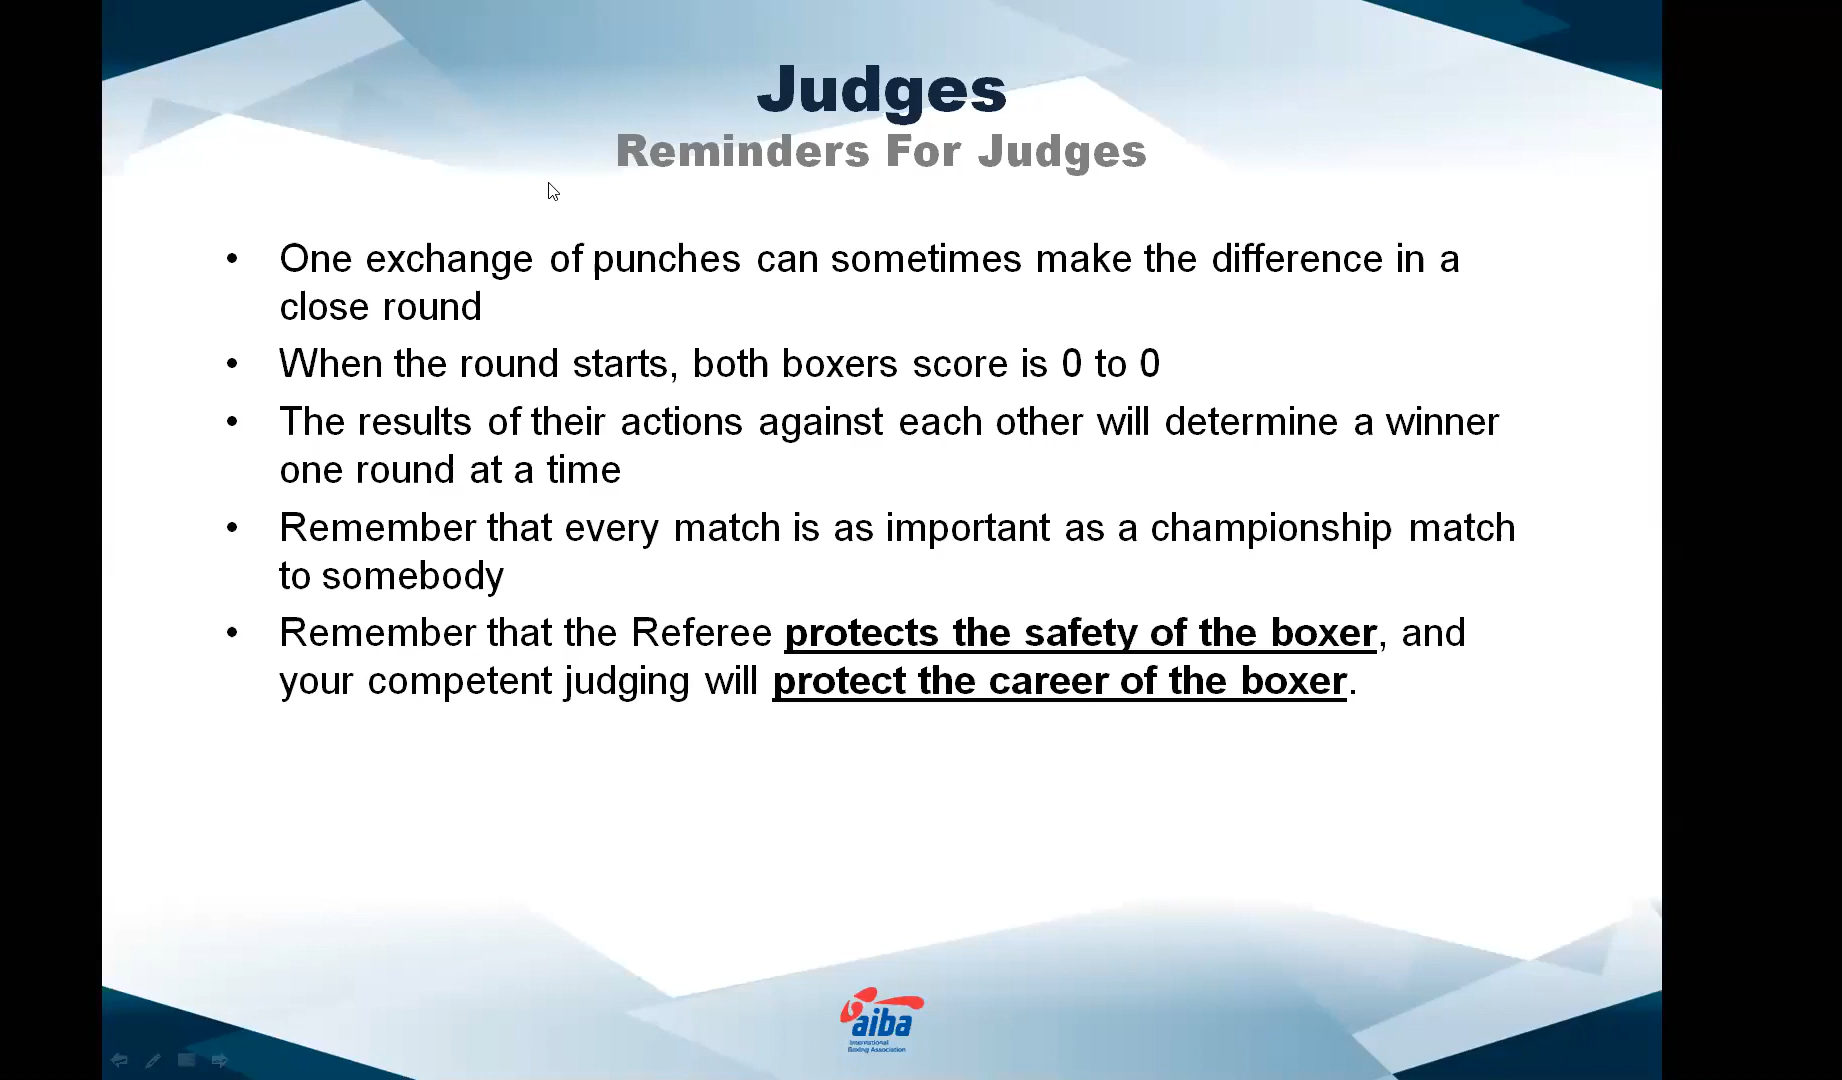 Judges
Reminders For Judges
• One exchange of punches can sometimes make the difference in a
close round
• When the round starts, both boxers score is 0 to 0
• The results of their actions against each other will determine a winner
one round at a time
• Remember that every match is as important as a championship match
to somebody
• Remember that the Referee protects the safety of the boxer, and
your competent judging will protect the career of the boxer.
aiba
International
Boxing Association